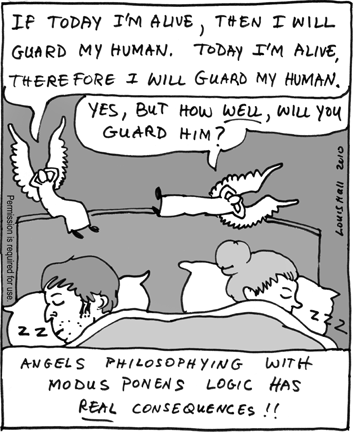 IF TODAY I'M ALIVE, THEN I WILL
GUARD MY HUMAN. TODAY I'M ALIVE,
THEREFORE I WILL GUARD MY HUMAN.
YES, BUT HOW WELL, WILL YOU
GUARD HIM?
LOUIS HALL 2010
Permission is required for use.
Z Z Z
Z Z Z Z
ANGELS PHILOSOPHYING WITH
MODUS PONENS LOGIC HAS
REAL CONSEQUENCES!!